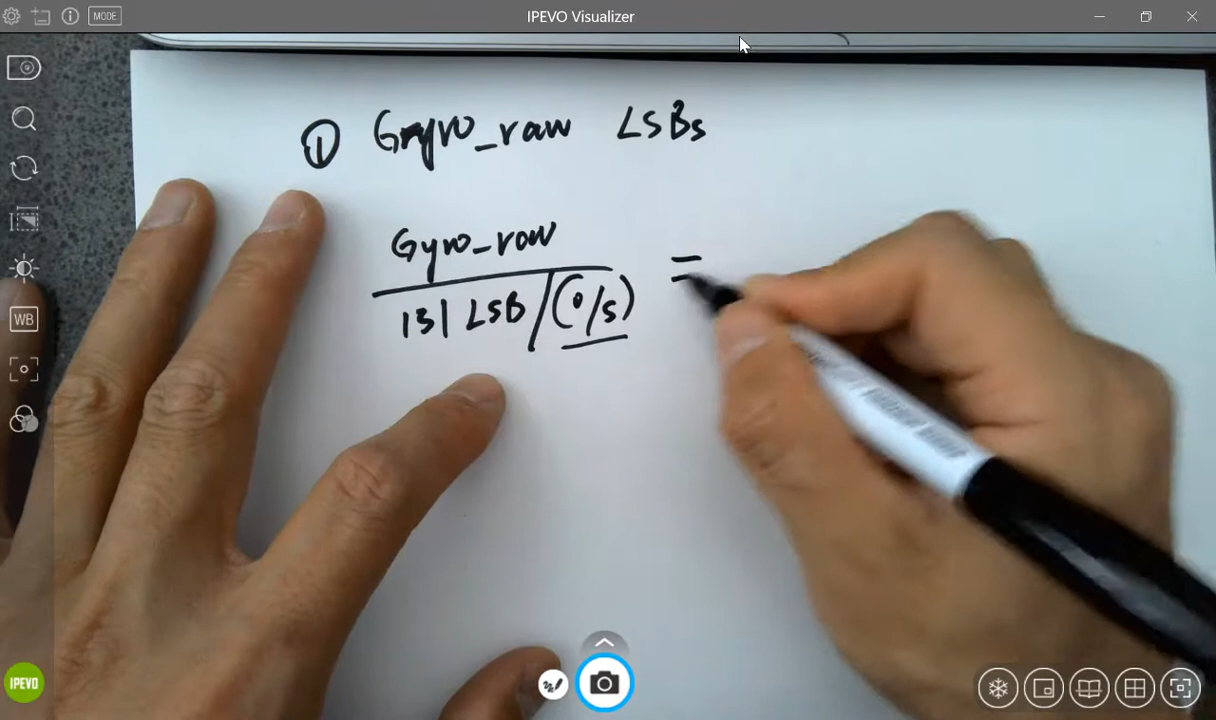 MODE
IPEVO Visualizer
① Gyro_raw LSBs
WB
Gyro_raw
131 LSB/(°/s)
=
IPEVO